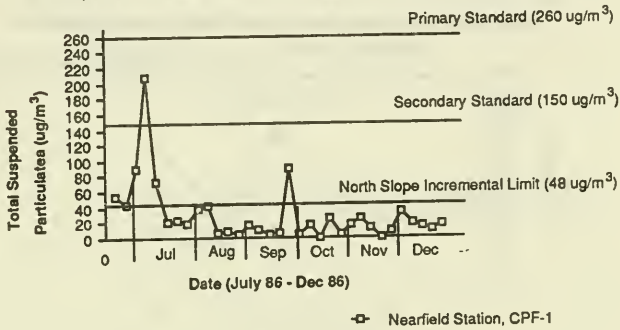 Primary Standard (260 ug/m3)
Secondary Standard (150 ug/m3)
North Slope Incremental Limit (48 ug/m3)
Total Suspended
Particulatea (ug/m3)
260
240
220
200
180
160
140
120
100
80
60
40
20
0
0
Jul
Aug
Sep
Oct
Nov
Dec
Date (July 86 - Dec 86)
Nearfield Station, CPF-1